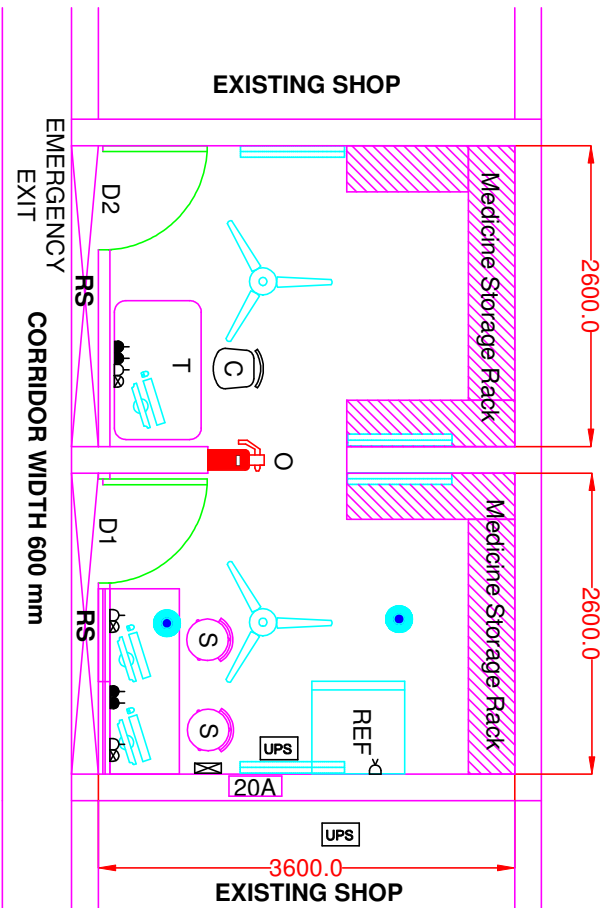 EXISTING SHOP
2600.0
Medicine Storage Rack
D2
EMERGENCY
EXIT
RS
T
C
O
CORRIDOR WIDTH 600 mm
2600.0
Medicine Storage Rack
D1
RS
S
S
REF
UPS
20A
UPS
3600.0
EXISTING SHOP